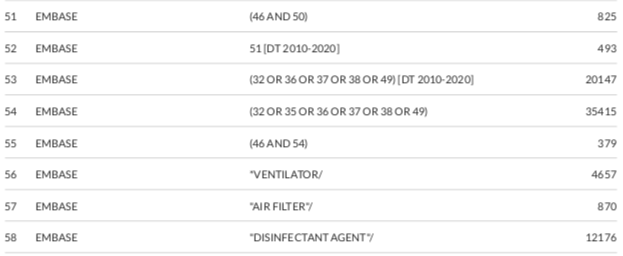 51 EMBASE (46 AND 50) 825
52 EMBASE 51 [DT 2010-2020] 493
53 EMBASE (32 OR 36 OR 37 OR 38 OR 49) [DT 2010-2020] 20147
54 EMBASE (32 OR 35 OR 36 OR 37 OR 38 OR 49) 35415
55 EMBASE (46 AND 54) 379
56 EMBASE "VENTILATOR/ 4657
57 EMBASE "AIR FILTER"/ 870
58 EMBASE "DISINFECTANT AGENT"/ 12176